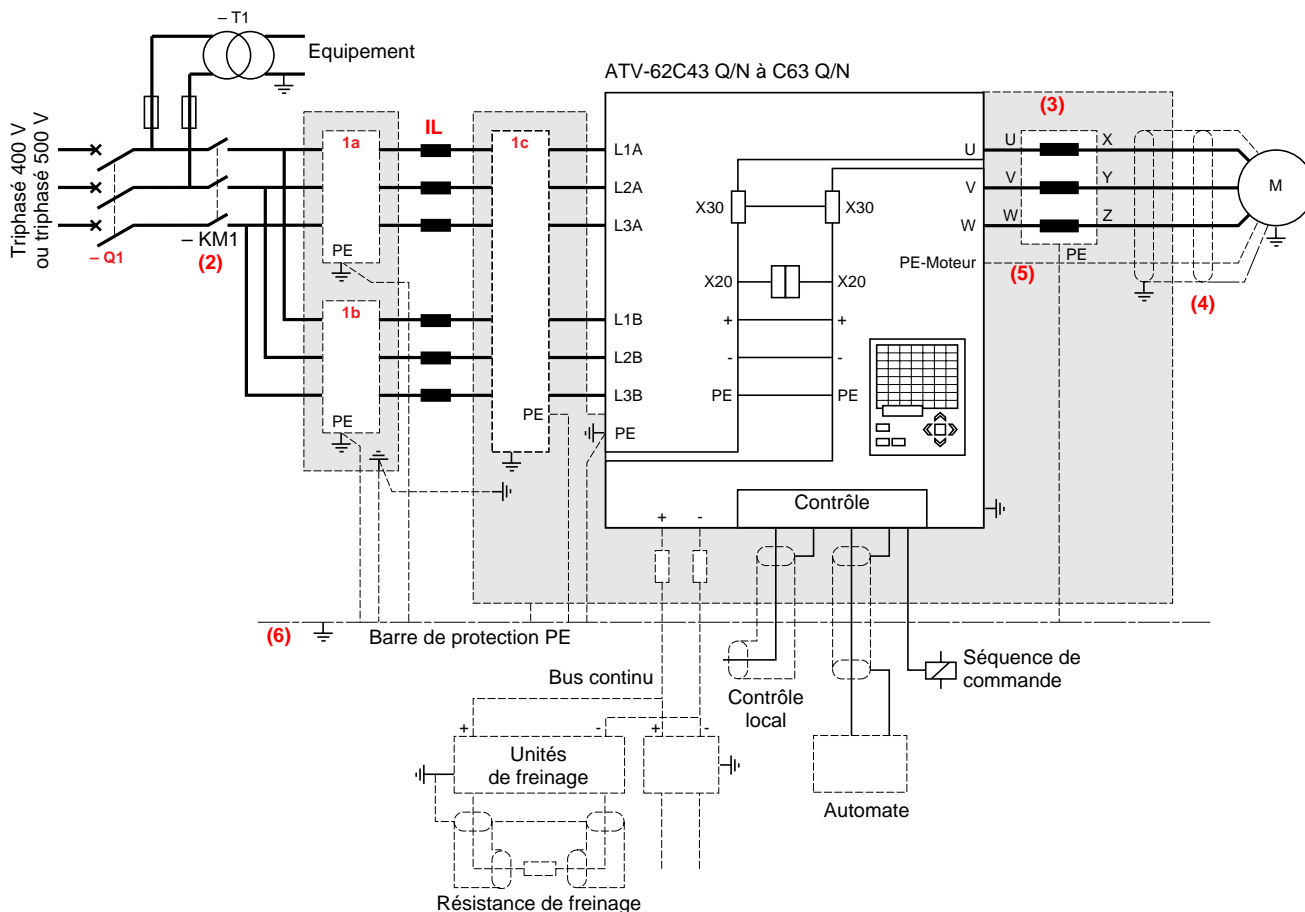 – T1
Equipement
ATV-62C43 Q/N à C63 Q/N
Triphasé 400 V
ou triphasé 500 V
– Q1
– KM1
(2)
1a
PE
1b
PE
IL
1c
PE
L1A
L2A
L3A
L1B
L2B
L3B
PE
X30
X30
X20
X20
+
+
-
-
PE
PE
U
V
W
PE-Moteur
(3)
U
X
V
Y
W
Z
PE
(5)
(4)
M
Contrôle
+
-
(6)
Barre de protection PE
Bus continu
+
-
+
-
Unités
de freinage
Résistance de freinage
Contrôle
local
Automate
Séquence de
commande